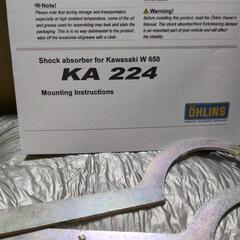 Note!
Please note that during storage and transportation,
especially at high ambient temperature, some of the oil
and grease used for assembling may leak and stain the
packaging. This is in no way detrimental to the product,
wipe off the excessive oil/grease with a cloth.
Warning!
Before installing this product, read the Öhlins Owner's
Manual. The shock absorber/front fork/steering damper
is an important part of your vehicle and will affect the
stability.
Shock absorber for Kawasaki W 650
KA 224
Mounting Instructions
ÖHLINS